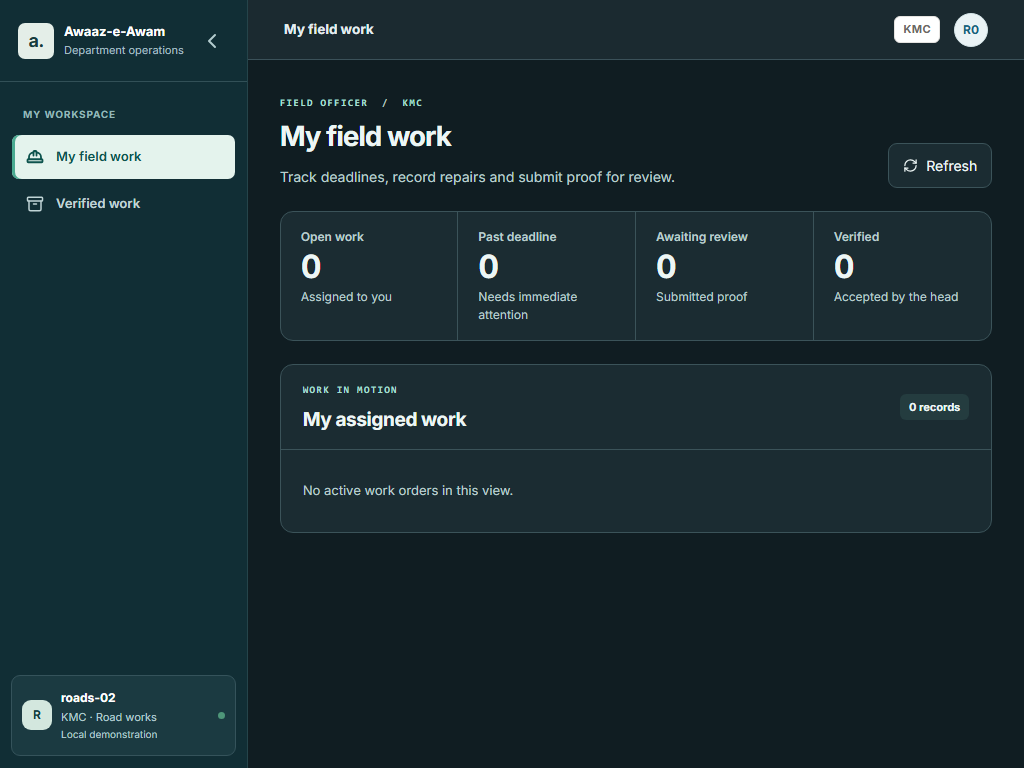 a.
Awaaz-e-Awam
Department operations
MY WORKSPACE
My field work
Verified work
R
roads-02
KMC · Road works
Local demonstration
My field work
KMC
R0
FIELD OFFICER / KMC
My field work
Track deadlines, record repairs and submit proof for review.
Refresh
Open work
0
Assigned to you
Past deadline
0
Needs immediate
attention
Awaiting review
0
Submitted proof
Verified
0
Accepted by the head
WORK IN MOTION
My assigned work
0 records
No active work orders in this view.